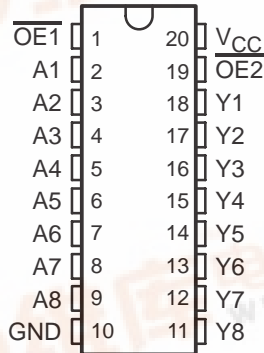 OE1 1 20 VCC
A1 2 19 OE2
A2 3 18 Y1
A3 4 17 Y2
A4 5 16 Y3
A5 6 15 Y4
A6 7 14 Y5
A7 8 13 Y6
A8 9 12 Y7
GND 10 11 Y8